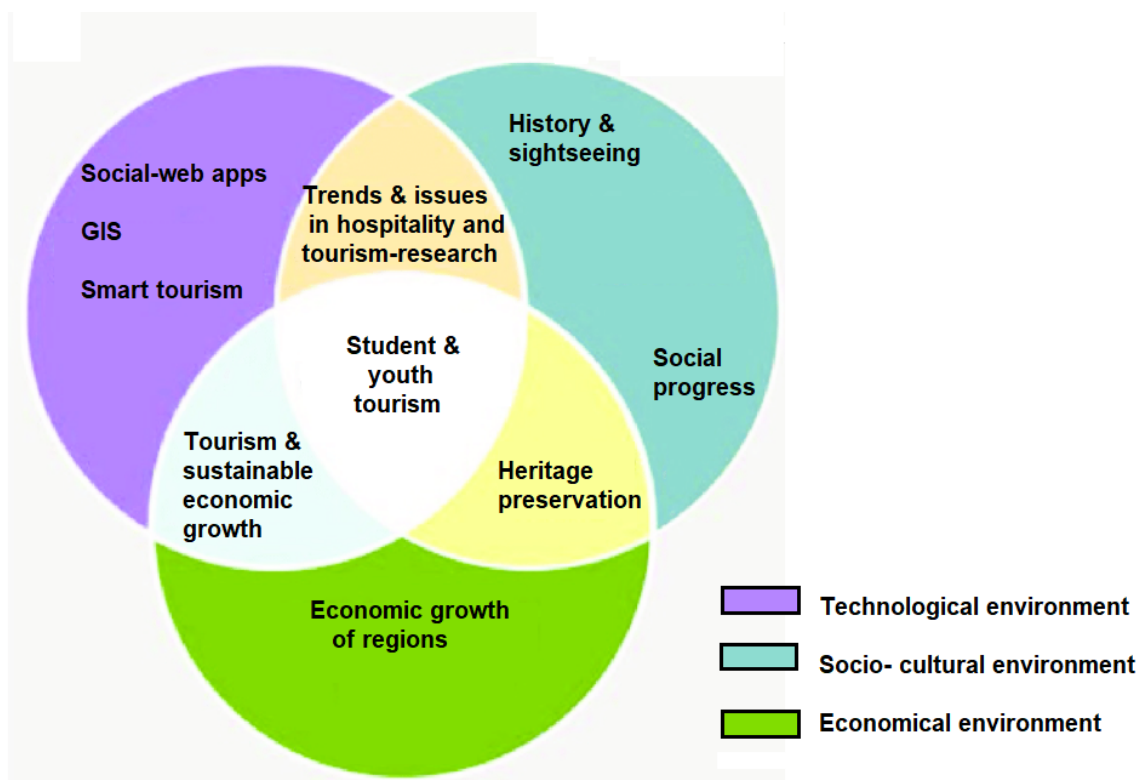 History &
sightseeing
Social-web apps
GIS
Smart tourism
Trends & issues
in hospitality and
tourism-research
Student &
youth
tourism
Social
progress
Tourism &
sustainable
economic
growth
Heritage
preservation
Economic growth
of regions
Technological environment
Socio- cultural environment
Economical environment